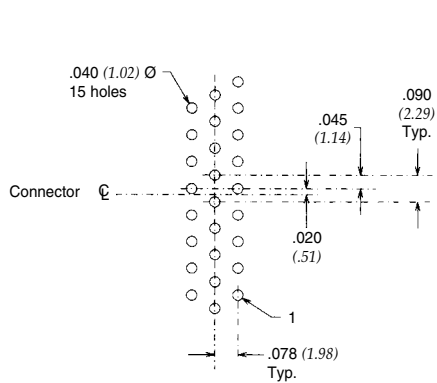 .040 (1.02) Ø
15 holes
.090
(2.29)
Typ.
.045
(1.14)
Connector ℄
.020
(.51)
1
.078 (1.98)
Typ.